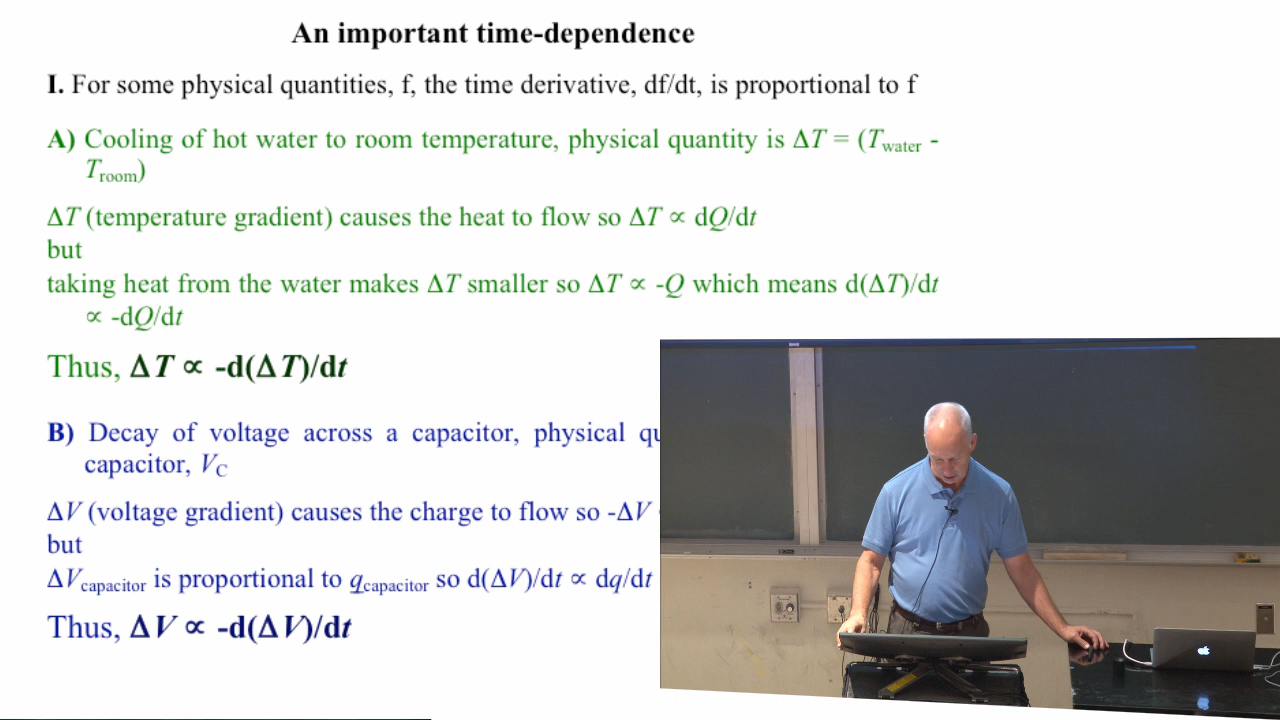 An important time-dependence
I. For some physical quantities, f, the time derivative, df/dt, is proportional to f
A) Cooling of hot water to room temperature, physical quantity is ΔT = (Twater -
Troom)
ΔT (temperature gradient) causes the heat to flow so ΔT ∝ dQ/dt
but
taking heat from the water makes ΔT smaller so ΔT ∝ -Q which means d(ΔT)/dt
∝ -dQ/dt
Thus, ΔT ∝ -d(ΔT)/dt
B) Decay of voltage across a capacitor, physical
capacitor, VC
ΔV (voltage gradient) causes the charge to flow so -ΔV
but
ΔVcapacitor is proportional to qcapacitor so d(ΔV)/dt ∝ dq/dt
Thus, ΔV ∝ -d(ΔV)/dt